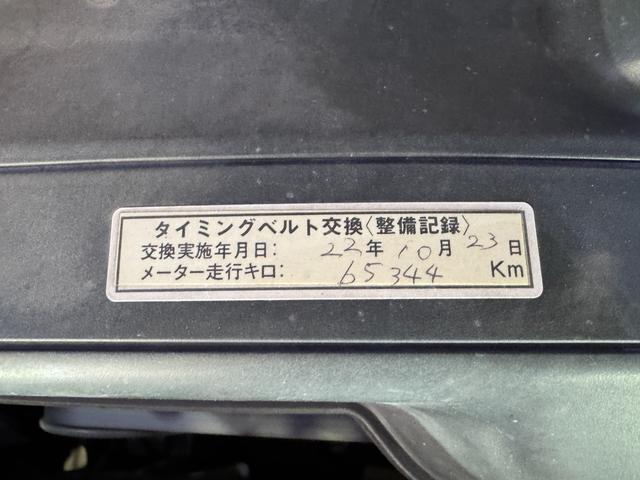 タイミングベルト交換〈整備記録〉
交換実施年月日: 22年10月23日
メーター走行キロ: 65344 Km